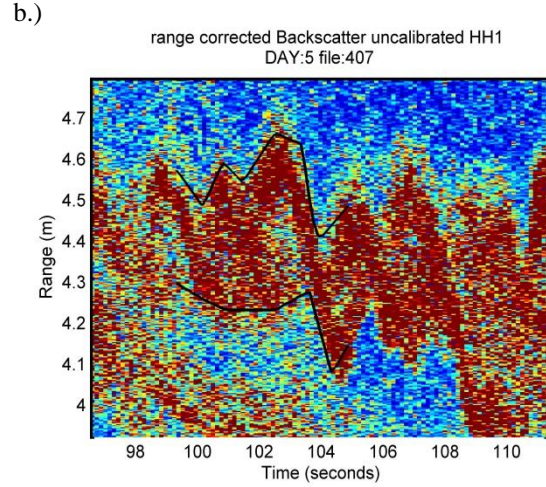 b.)
range corrected Backscatter uncalibrated HH1
DAY:5 file:407
4.7
4.6
4.5
4.4
4.3
4.2
4.1
4
Range (m)
98 100 102 104 106 108 110
Time (seconds)